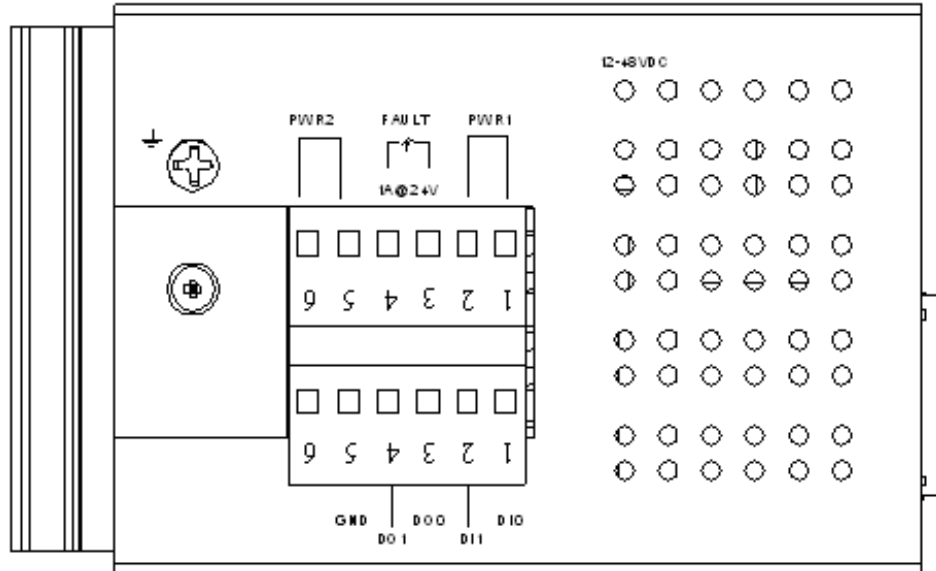 12-48VDC
PWR2 FAULT PWR1
1A@24V
6 5 4 3 2 1
6 5 4 3 2 1
GND DO0 DI0
DO1 DI1